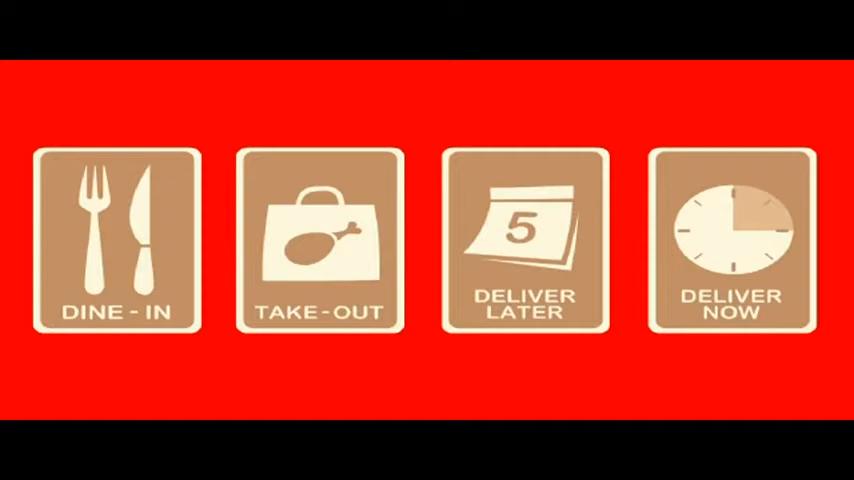 DINE - IN
TAKE - OUT
5
DELIVER
LATER
DELIVER
NOW